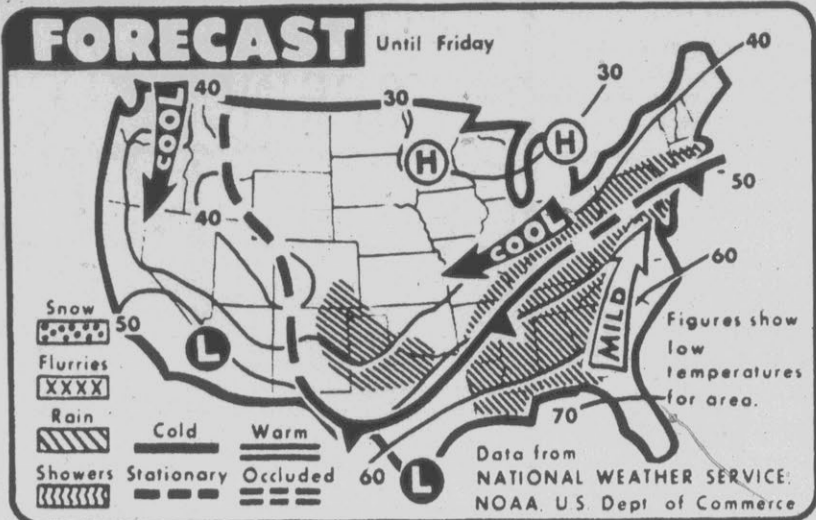 FORECAST Until Friday
40
40
30
30
COOL
H
H
50
40
COOL
60
MILD
Snow
50
L
Flurries
XXXX
Rain
Showers
Cold Warm
Stationary Occluded
60
L
70
Figures show
low
temperatures
for area.
Data from
NATIONAL WEATHER SERVICE,
NOAA, U.S. Dept of Commerce